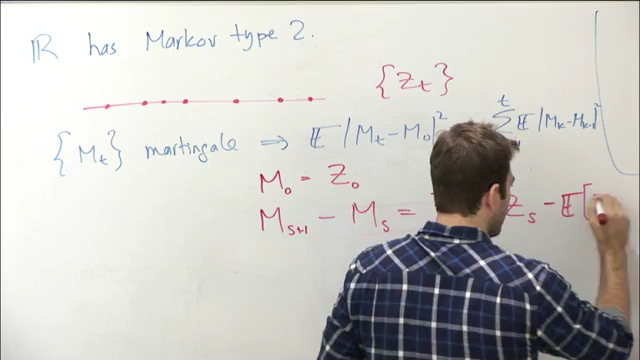 ℝ has Markov type 2.
{Z_t}
{M_t} martingale ⇒ 𝔼 |M_t - M_0|^2 Σ^t 𝔼 |M_k - M_{k-1}|^2
M_0 = Z_0
M_{s+1} - M_s = Z_s - 𝔼[